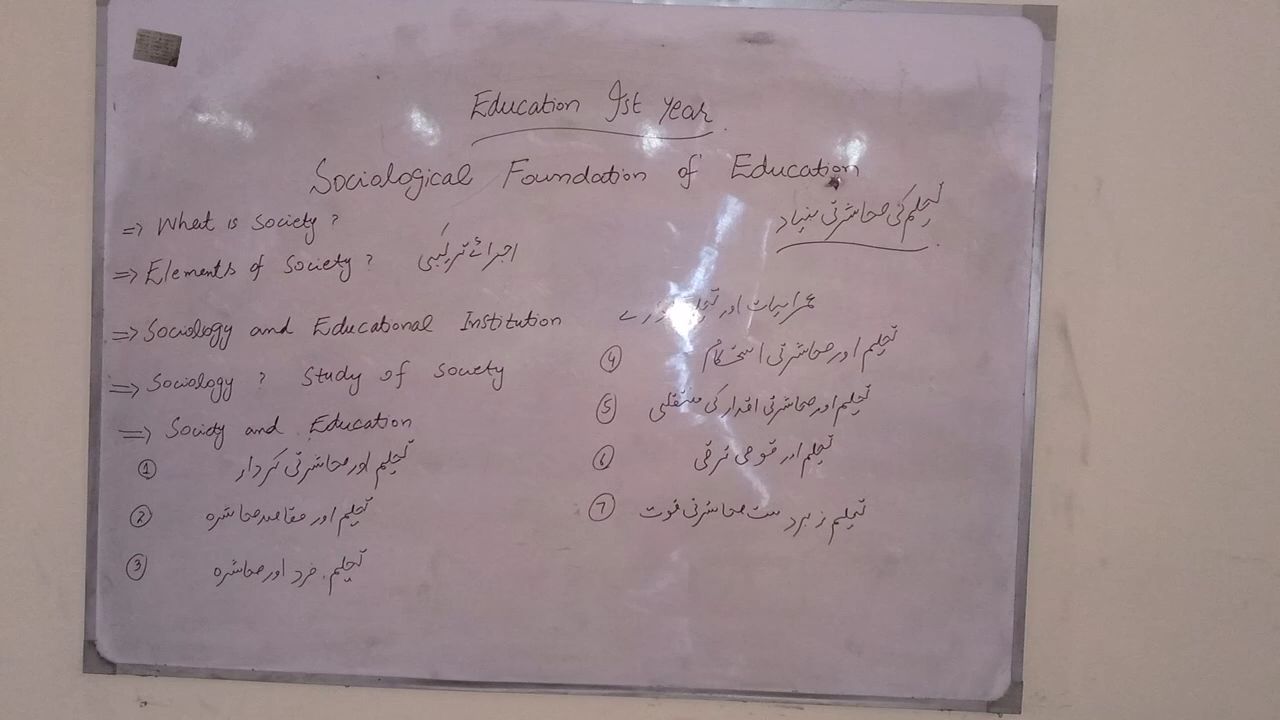 Education Ist year
Sociological Foundation of Education
تعلیم کی معاشرتی بنیاد
=> What is society?
=> Elements of Society? اجزائے ترکیبی
=> Sociology and Educational Institution
عمرانیات اور
=> Sociology? Study of Society
=> Society and Education
① تعلیم اور معاشرتی کردار
② تعلیم اور مقاصد معاشرہ
③ تعلیم، فرد اور معاشرہ
④ تعلیم اور معاشرتی استحکام
⑤ تعلیم اور معاشرتی اقدار کی منتقلی
⑥ تعلیم اور قومی ترقی
⑦ تعلیم زبردست معاشرتی قوت